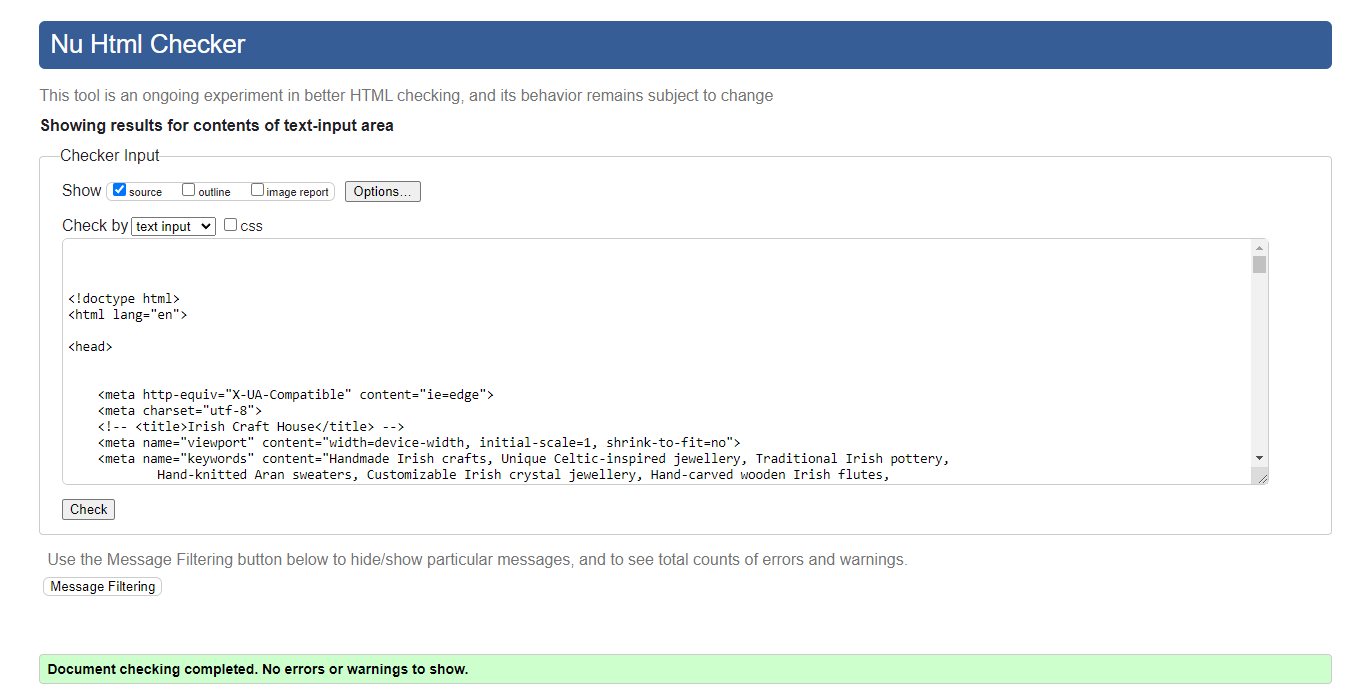 Nu Html Checker
This tool is an ongoing experiment in better HTML checking, and its behavior remains subject to change
Showing results for contents of text-input area
Checker Input
Show source outline image report Options...
Check by text input css
<!doctype html>
<html lang="en">
<head>
<meta http-equiv="X-UA-Compatible" content="ie=edge">
<meta charset="utf-8">
<!-- <title>Irish Craft House</title> -->
<meta name="viewport" content="width=device-width, initial-scale=1, shrink-to-fit=no">
<meta name="keywords" content="Handmade Irish crafts, Unique Celtic-inspired jewellery, Traditional Irish pottery,
Hand-knitted Aran sweaters, Customizable Irish crystal jewellery, Hand-carved wooden Irish flutes,
Check
Use the Message Filtering button below to hide/show particular messages, and to see total counts of errors and warnings.
Message Filtering
Document checking completed. No errors or warnings to show.